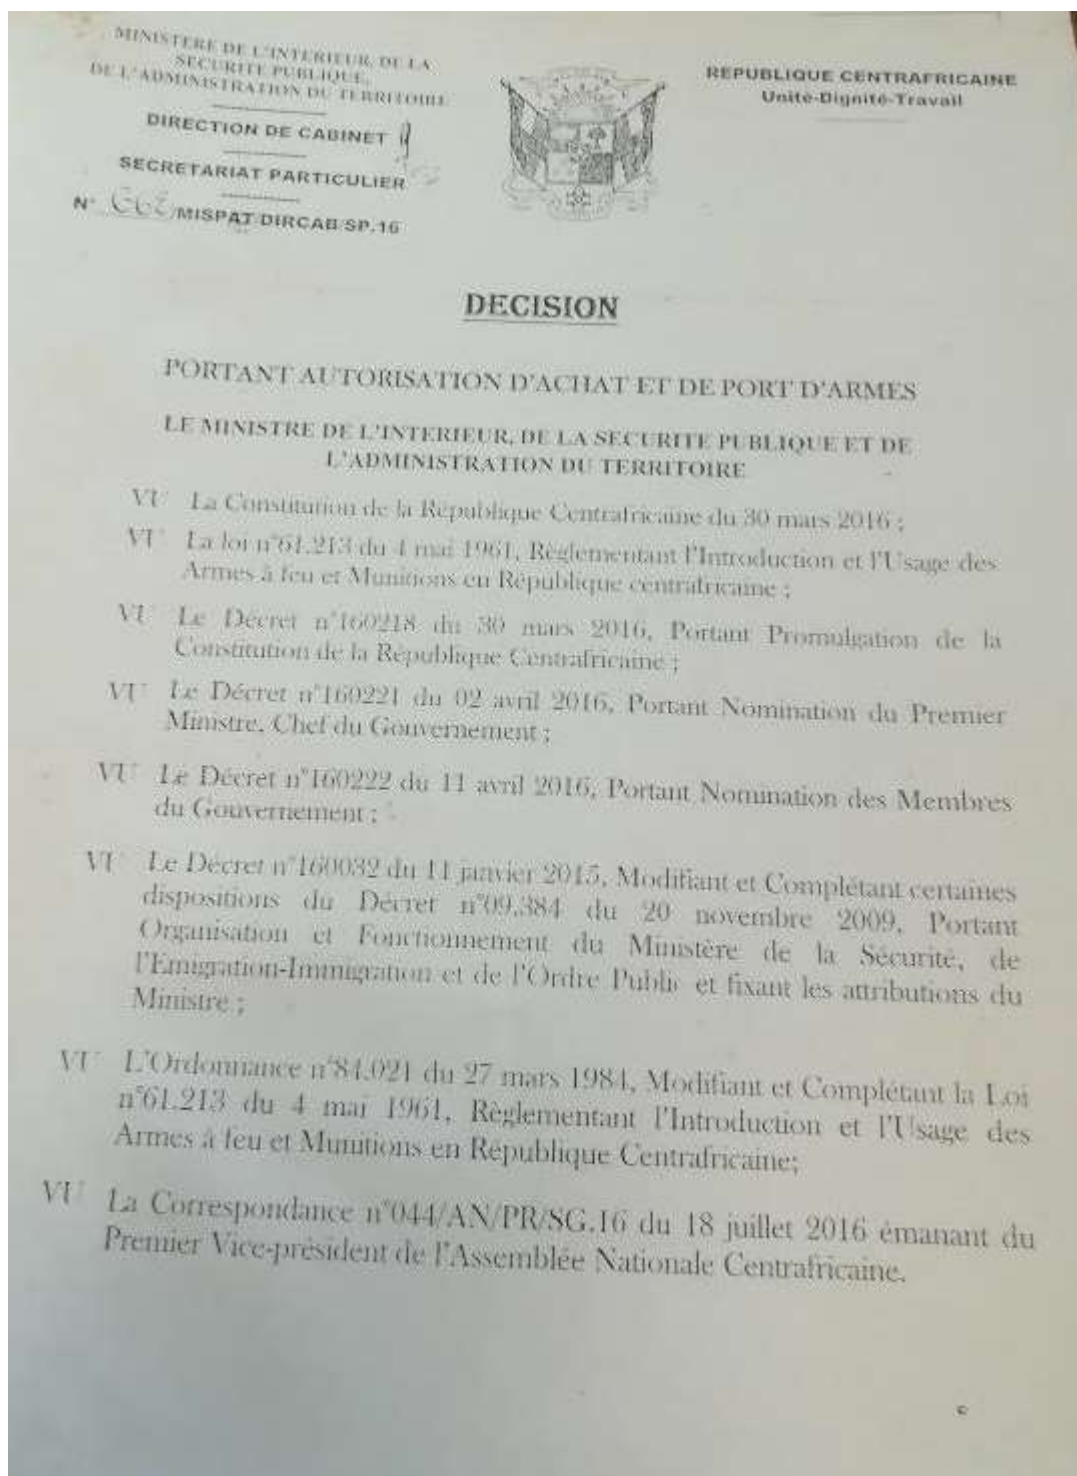 MINISTERE DE L'INTERIEUR, DE LA
SECURITE PUBLIQUE,
DE L'ADMINISTRATION DU TERRITOIRE
DIRECTION DE CABINET
SECRETARIAT PARTICULIER
N° /MISPAT/DIRCAB/SP.16
REPUBLIQUE CENTRAFRICAINE
Unité-Dignité-Travail
DECISION
PORTANT AUTORISATION D'ACHAT ET DE PORT D'ARMES
LE MINISTRE DE L'INTERIEUR, DE LA SECURITE PUBLIQUE ET DE
L'ADMINISTRATION DU TERRITOIRE
VU La Constitution de la République Centrafricaine du 30 mars 2016 ;
VU La loi n°61.213 du 4 mai 1961, Règlementant l'Introduction et l'Usage des
Armes à feu et Munitions en République centrafricaine ;
VU Le Décret n°160218 du 30 mars 2016, Portant Promulgation de la
Constitution de la République Centrafricaine ;
VU Le Décret n°160221 du 02 avril 2016, Portant Nomination du Premier
Ministre, Chef du Gouvernement ;
VU Le Décret n°160222 du 11 avril 2016, Portant Nomination des Membres
du Gouvernement ;
VU Le Décret n°160032 du 11 janvier 2015, Modifiant et Complétant certaines
dispositions du Décret n°09.384 du 20 novembre 2009, Portant
Organisation et Fonctionnement du Ministère de la Sécurité, de
l'Emigration-Immigration et de l'Ordre Public et fixant les attributions du
Ministre ;
VU L'Ordonnance n°84.021 du 27 mars 1984, Modifiant et Complétant la Loi
n°61.213 du 4 mai 1961, Règlementant l'Introduction et l'Usage des
Armes à feu et Munitions en République Centrafricaine;
VU La Correspondance n°044/AN/PR/SG.16 du 18 juillet 2016 émanant du
Premier Vice-président de l'Assemblée Nationale Centrafricaine.